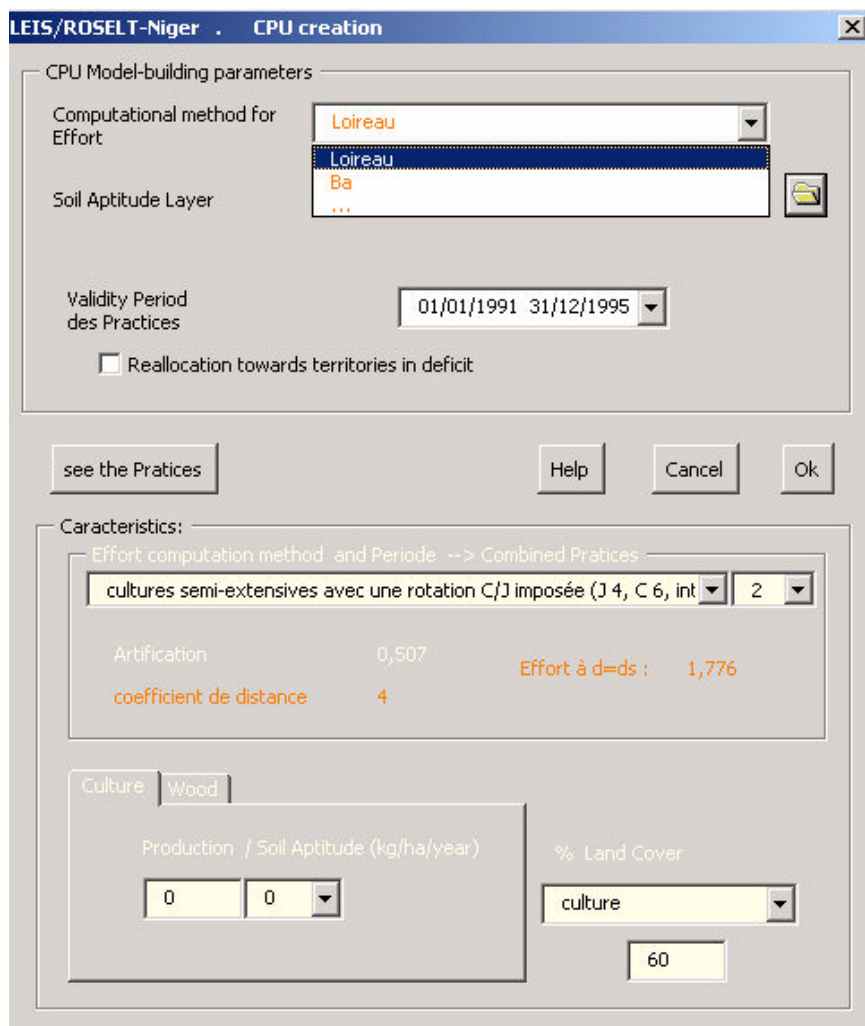 LEIS/ROSELT-Niger . CPU creation
CPU Model-building parameters
Computational method for
Effort
Loireau
Loireau
Ba
...
Soil Aptitude Layer
Validity Period
des Practices
01/01/1991 31/12/1995
Reallocation towards territories in deficit
see the Pratices
Help
Cancel
Ok
Caracteristics:
Effort computation method and Periode --> Combined Pratices
cultures semi-extensives avec une rotation C/J imposée (J 4, C 6, int
2
Artification 0,507
Effort à d=ds : 1,776
coefficient de distance 4
Culture
Wood
Production / Soil Aptitude (kg/ha/year)
0
0
% Land Cover
culture
60